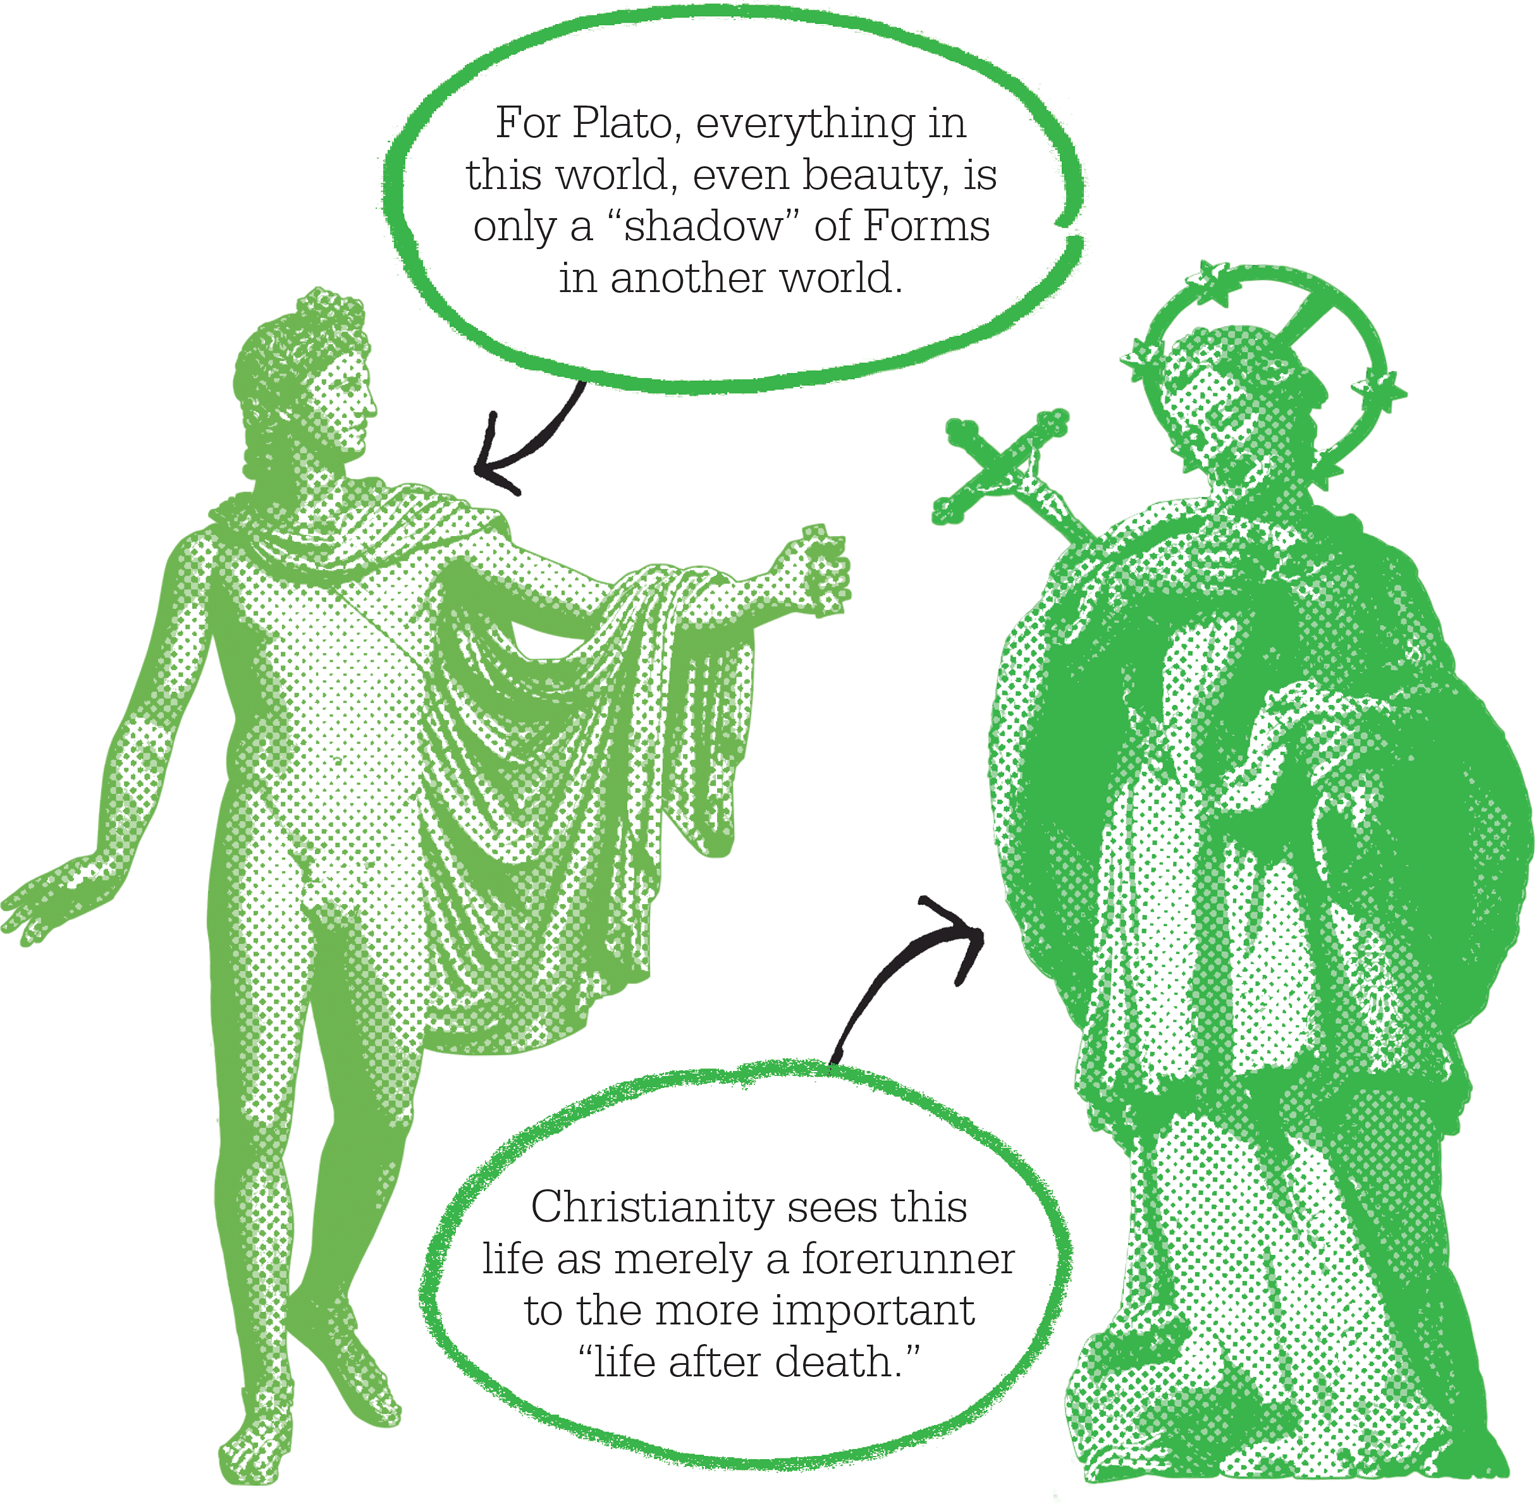 For Plato, everything in
this world, even beauty, is
only a “shadow” of Forms
in another world.
Christianity sees this
life as merely a forerunner
to the more important
“life after death.”